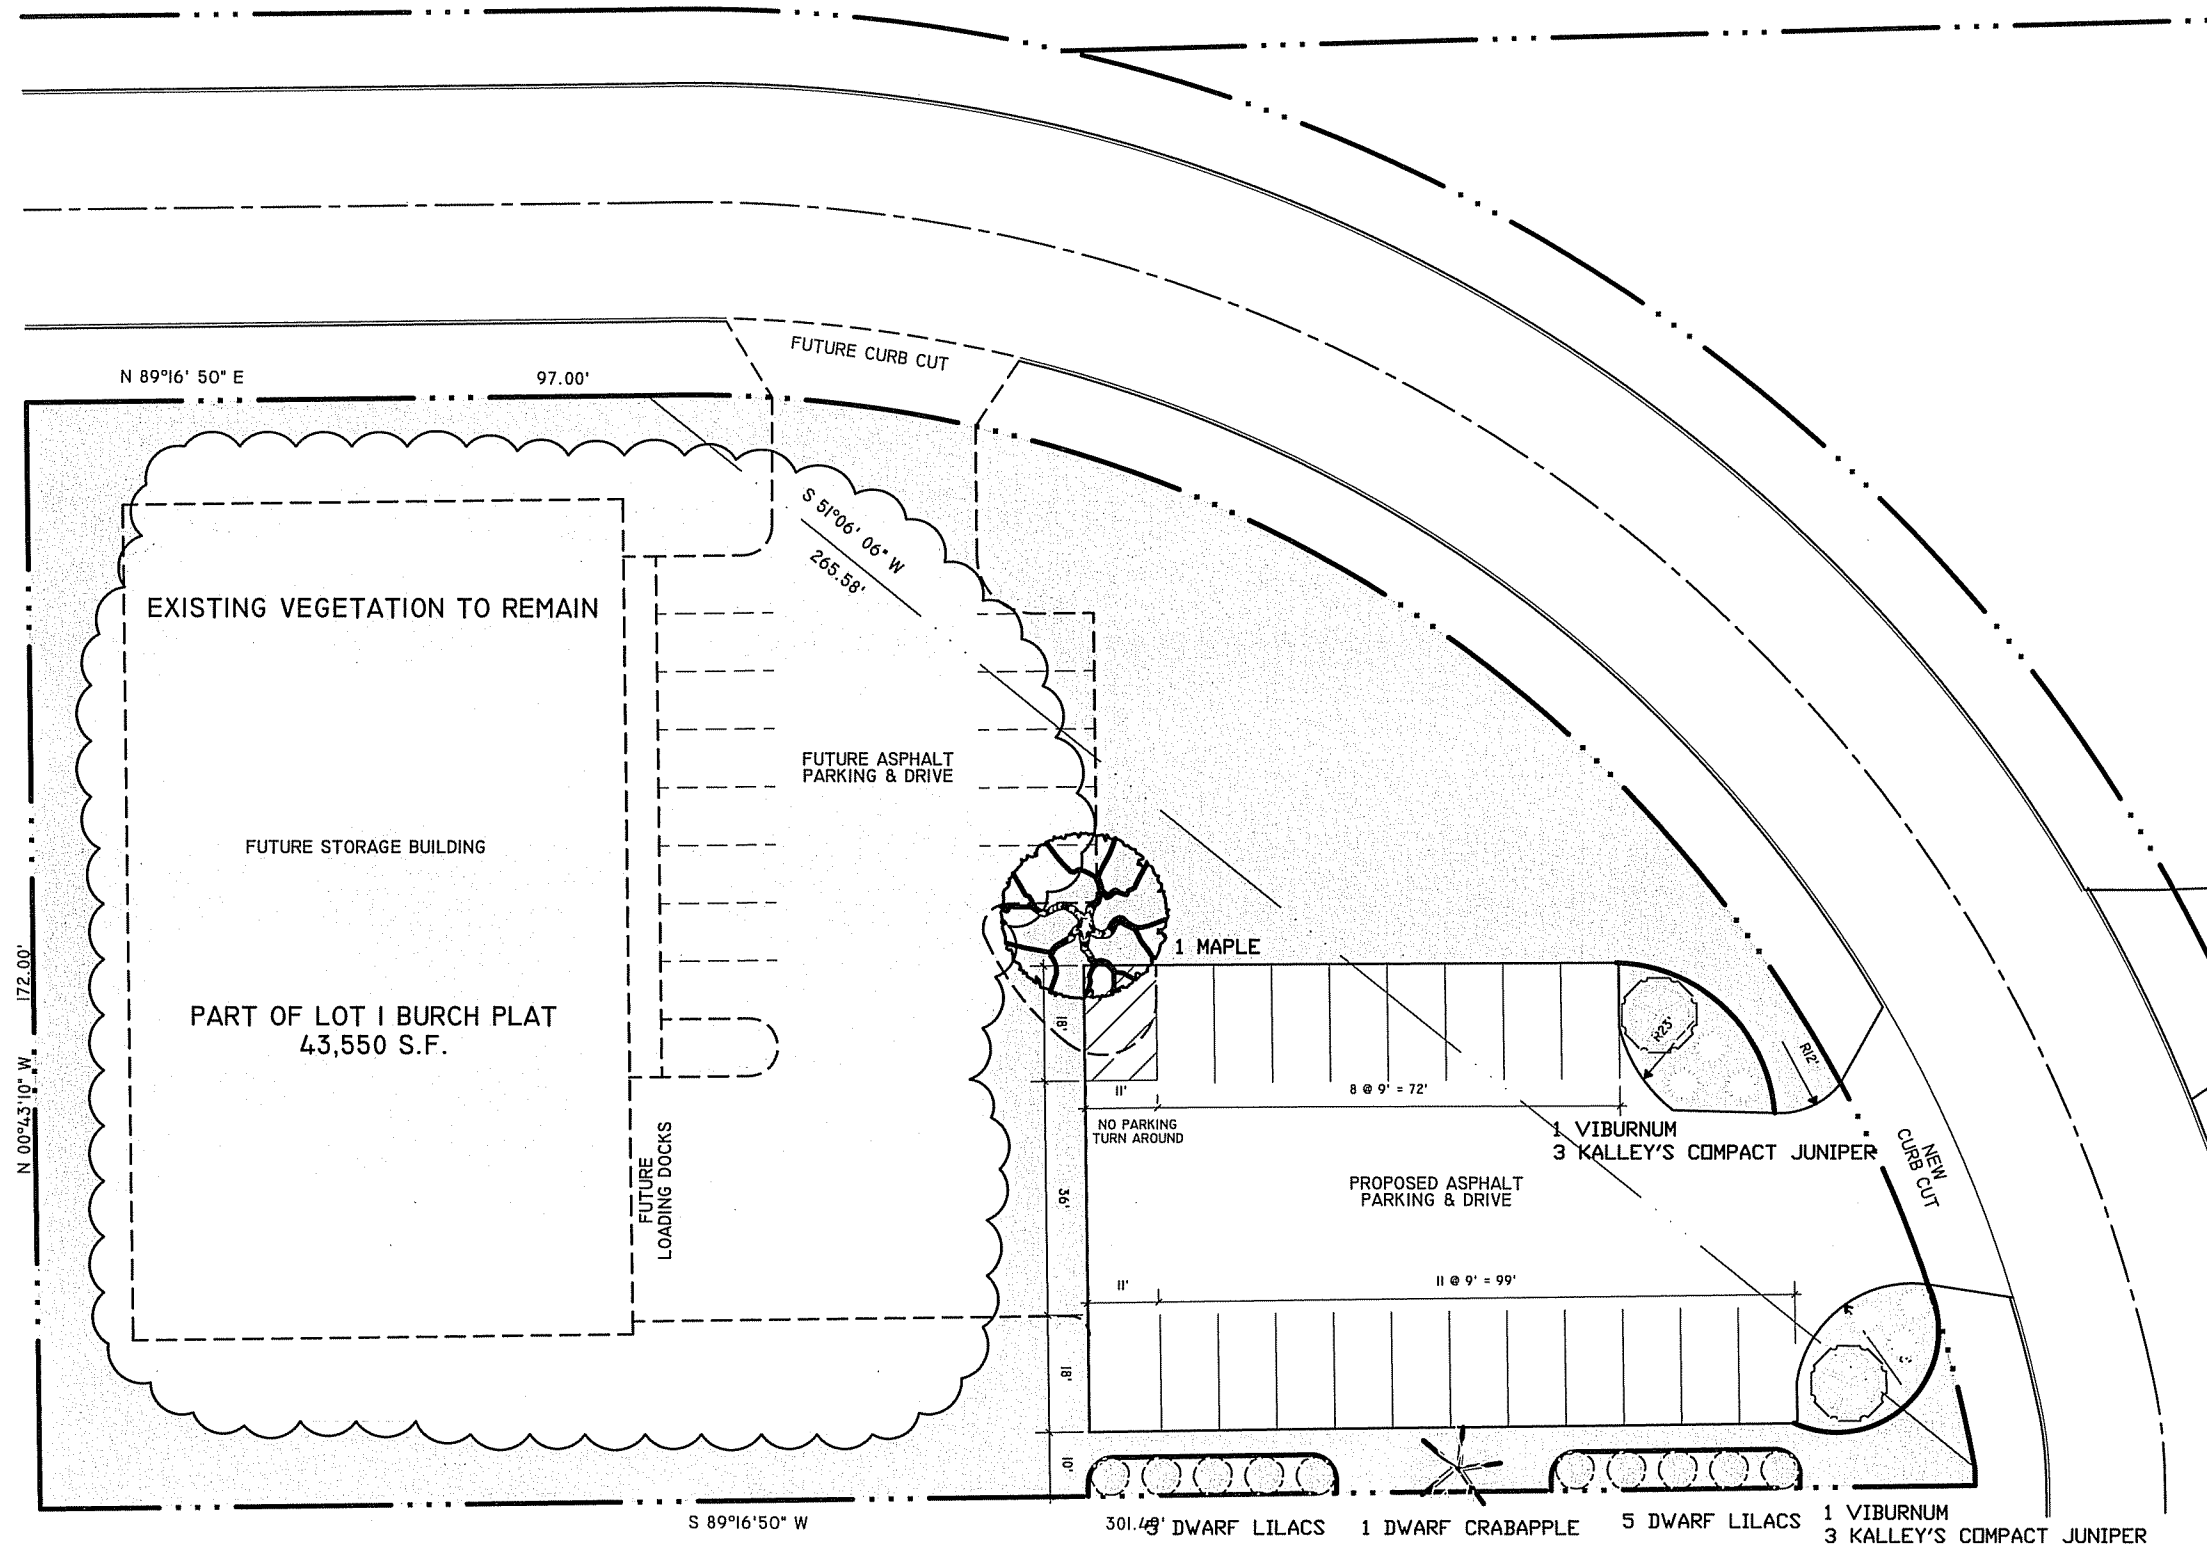 FUTURE CURB CUT
N 89°16' 50" E
97.00'
S 51°06' 06" W
265.58'
EXISTING VEGETATION TO REMAIN
FUTURE ASPHALT
PARKING & DRIVE
FUTURE STORAGE BUILDING
1 MAPLE
172.00'
N 00°43'10" W
PART OF LOT 1 BURCH PLAT
43,550 S.F.
18'
R23'
R12'
11'
8 @ 9' = 72'
NO PARKING
TURN AROUND
1 VIBURNUM
3 KALLEY'S COMPACT JUNIPER
NEW
CURB CUT
FUTURE
LOADING DOCKS
36'
PROPOSED ASPHALT
PARKING & DRIVE
11'
11 @ 9' = 99'
18'
10'
S 89°16'50" W
DWARF LILACS
1 DWARF CRABAPPLE
5 DWARF LILACS
1 VIBURNUM
3 KALLEY'S COMPACT JUNIPER